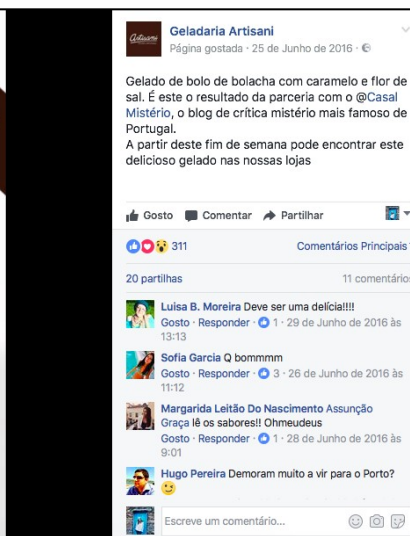 Artisani
Geladaria Artisani
Página gostada · 25 de Junho de 2016 ·
Gelado de bolo de bolacha com caramelo e flor de
sal. É este o resultado da parceria com o @Casal
Mistério, o blog de crítica mistério mais famoso de
Portugal.
A partir deste fim de semana pode encontrar este
delicioso gelado nas nossas lojas
Gosto Comentar Partilhar
311 Comentários Principais
20 partilhas 11 comentários
Luisa B. Moreira Deve ser uma delícia!!!!
Gosto · Responder · 1 · 29 de Junho de 2016 às
13:13
Sofia Garcia Q bommmm
Gosto · Responder · 3 · 26 de Junho de 2016 às
11:12
Margarida Leitão Do Nascimento Assunção
Graça lê os sabores!! Ohmeudeus
Gosto · Responder · 1 · 28 de Junho de 2016 às
9:01
Hugo Pereira Demoram muito a vir para o Porto?
😉
Escreve um comentário...